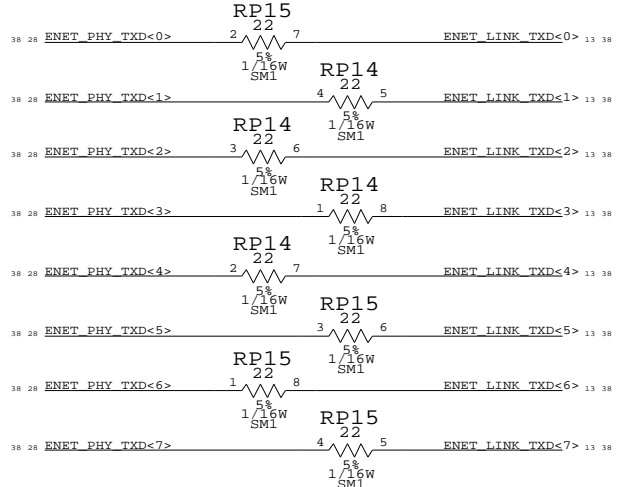 RP15
22
38 28 ENET_PHY_TXD<0> 2 7 ENET_LINK_TXD<0> 13 38
5%
1/16W
SM1
RP14
22
38 28 ENET_PHY_TXD<1> 4 5 ENET_LINK_TXD<1> 13 38
5%
1/16W
SM1
RP14
22
38 28 ENET_PHY_TXD<2> 3 6 ENET_LINK_TXD<2> 13 38
5%
1/16W
SM1
RP14
22
38 28 ENET_PHY_TXD<3> 1 8 ENET_LINK_TXD<3> 13 38
5%
1/16W
SM1
RP14
22
38 28 ENET_PHY_TXD<4> 2 7 ENET_LINK_TXD<4> 13 38
5%
1/16W
SM1
RP15
22
38 28 ENET_PHY_TXD<5> 3 6 ENET_LINK_TXD<5> 13 38
5%
1/16W
SM1
RP15
22
38 28 ENET_PHY_TXD<6> 1 8 ENET_LINK_TXD<6> 13 38
5%
1/16W
SM1
RP15
22
38 28 ENET_PHY_TXD<7> 4 5 ENET_LINK_TXD<7> 13 38
5%
1/16W
SM1